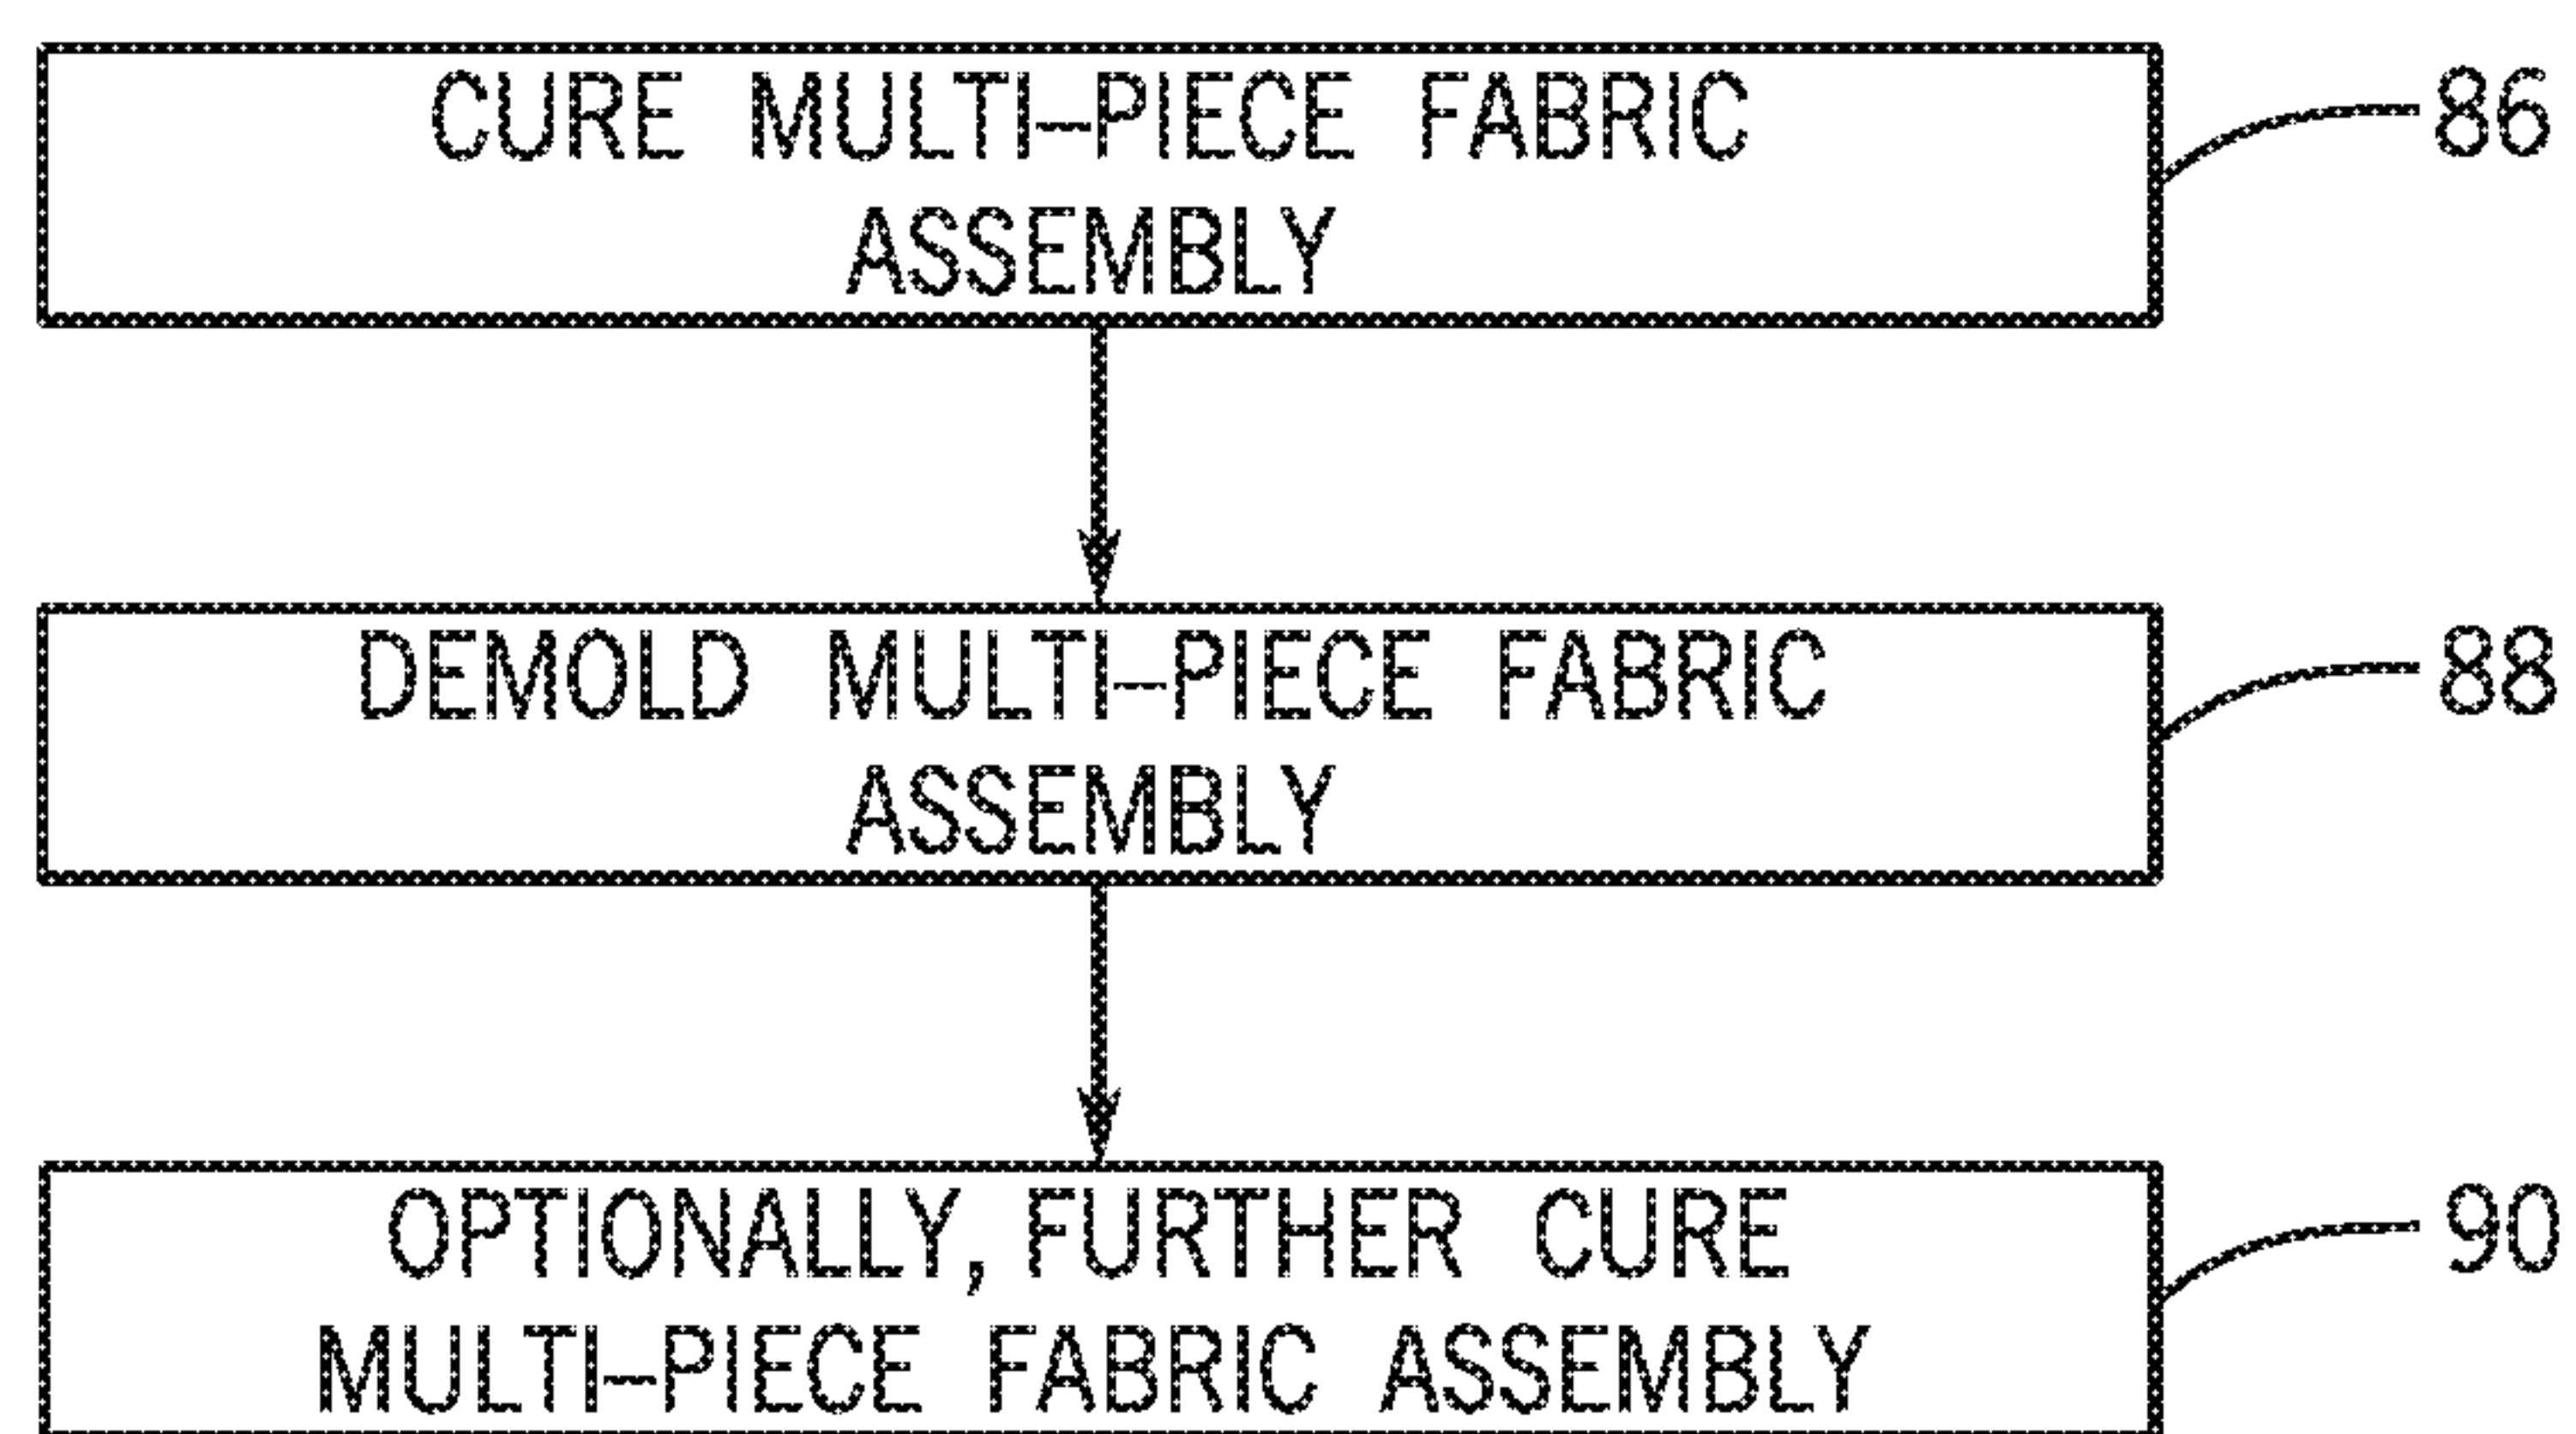 CURE MULTI-PIECE FABRIC
ASSEMBLY
86
DEMOLD MULTI-PIECE FABRIC
ASSEMBLY
88
OPTIONALLY, FURTHER CURE
MULTI-PIECE FABRIC ASSEMBLY
90